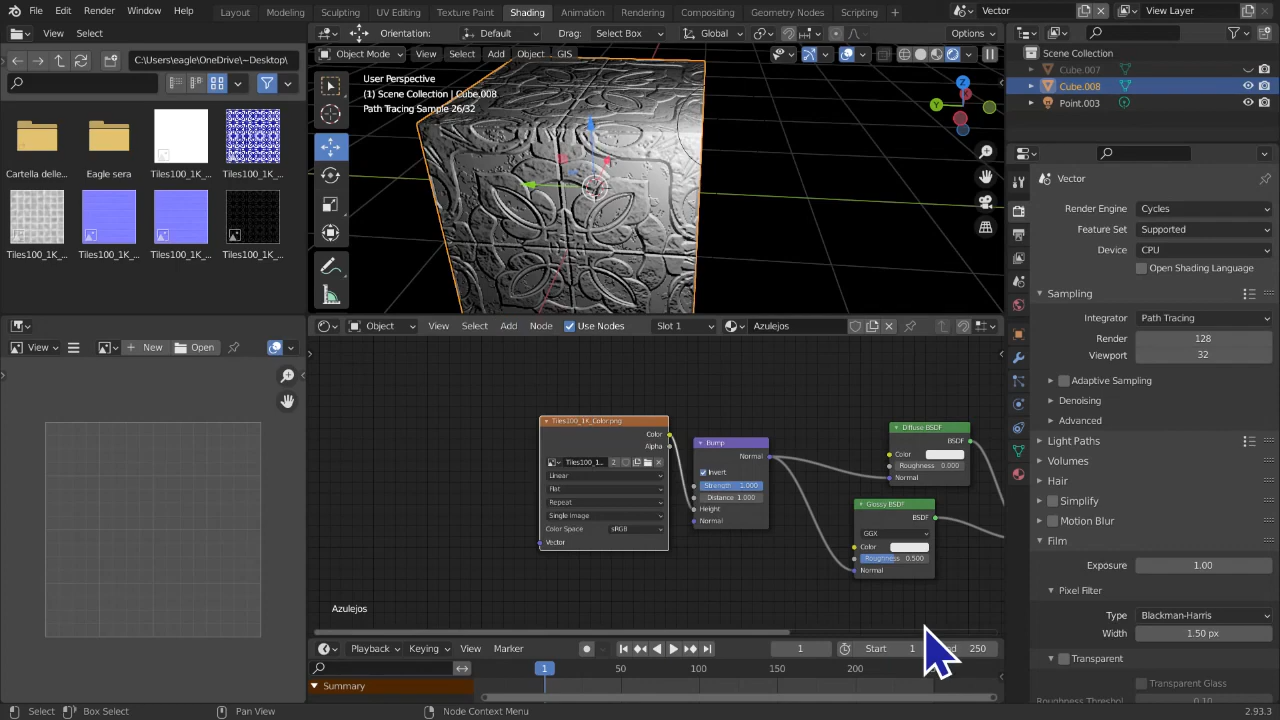 File Edit Render Window Help Layout Modeling Sculpting UV Editing Texture Paint Shading Animation Rendering Compositing Geometry Nodes Scripting + Vector View Layer
View Select
C:\Users\eagle\OneDrive\~Desktop\
Cartella delle... Eagle sera Tiles100_1K_... Tiles100_1K_...
Tiles100_1K_... Tiles100_1K_... Tiles100_1K_... Tiles100_1K_...
View New Open
Orientation: Default Drag: Select Box Global Options
Object Mode View Select Add Object GIS
User Perspective
(1) Scene Collection | Cube.008
Path Tracing Sample 26/32
X
Y
Z
Object View Select Add Node Use Nodes Slot 1 Azulejos
Tiles100_1K_Color.png
Color
Alpha
Tiles100_1... 2
Linear
Flat
Repeat
Single Image
Color Space sRGB
Vector
Bump
Normal
Invert
Strength 1.000
Distance 1.000
Height
Normal
Diffuse BSDF
BSDF
Color
Roughness 0.000
Normal
Glossy BSDF
BSDF
GGX
Color
Roughness 0.500
Normal
Azulejos
Playback Keying View Marker 1 Start 1 250
1 50 100 150 200
Summary
Scene Collection
Cube.007
Cube.008
Point.003
Vector
Render Engine Cycles
Feature Set Supported
Device CPU
Open Shading Language
Sampling
Integrator Path Tracing
Render 128
Viewport 32
Adaptive Sampling
Denoising
Advanced
Light Paths
Volumes
Hair
Simplify
Motion Blur
Film
Exposure 1.00
Pixel Filter
Type Blackman-Harris
Width 1.50 px
Transparent
Transparent Glass
Roughness Threshol 0.10
Select Box Select Pan View Node Context Menu 2.93.3